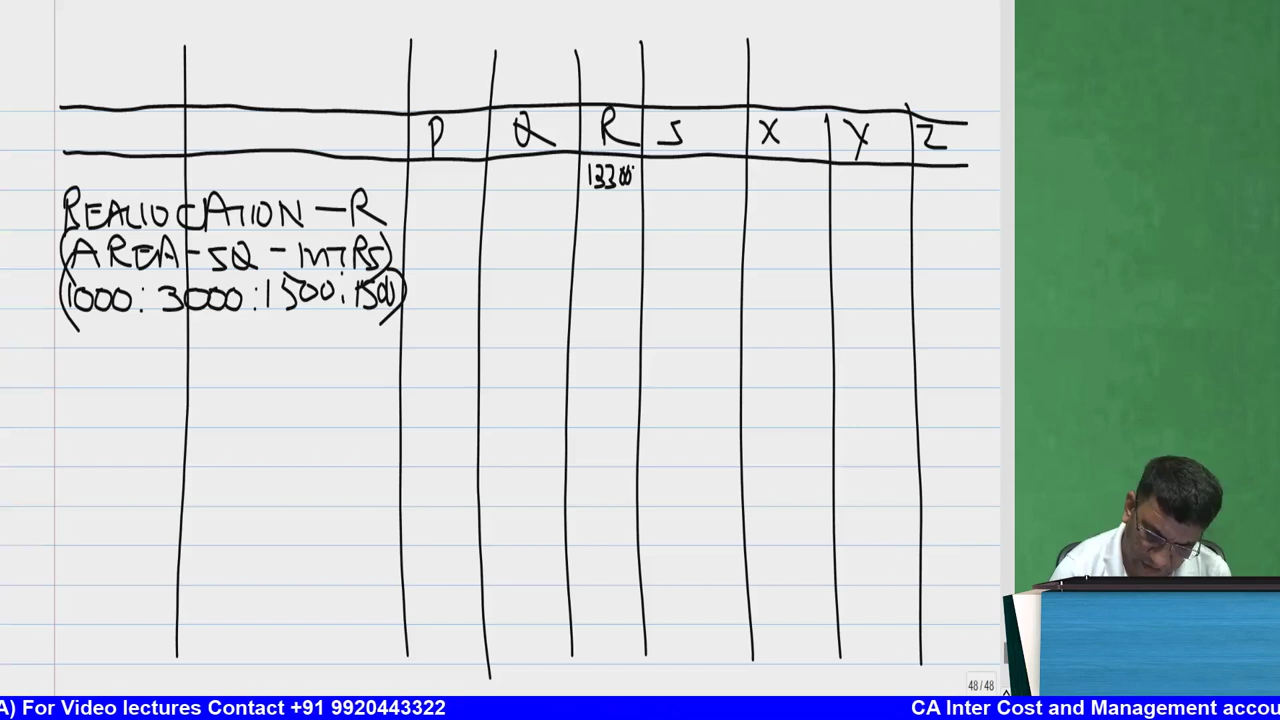 P Q R S X Y Z
13300
REALLOCATION - R
(AREA - SQ - MTRS)
(1000 : 3000 : 1500 : 1500)
48 / 48
A) For Video lectures Contact +91 9920443322 CA Inter Cost and Management accou